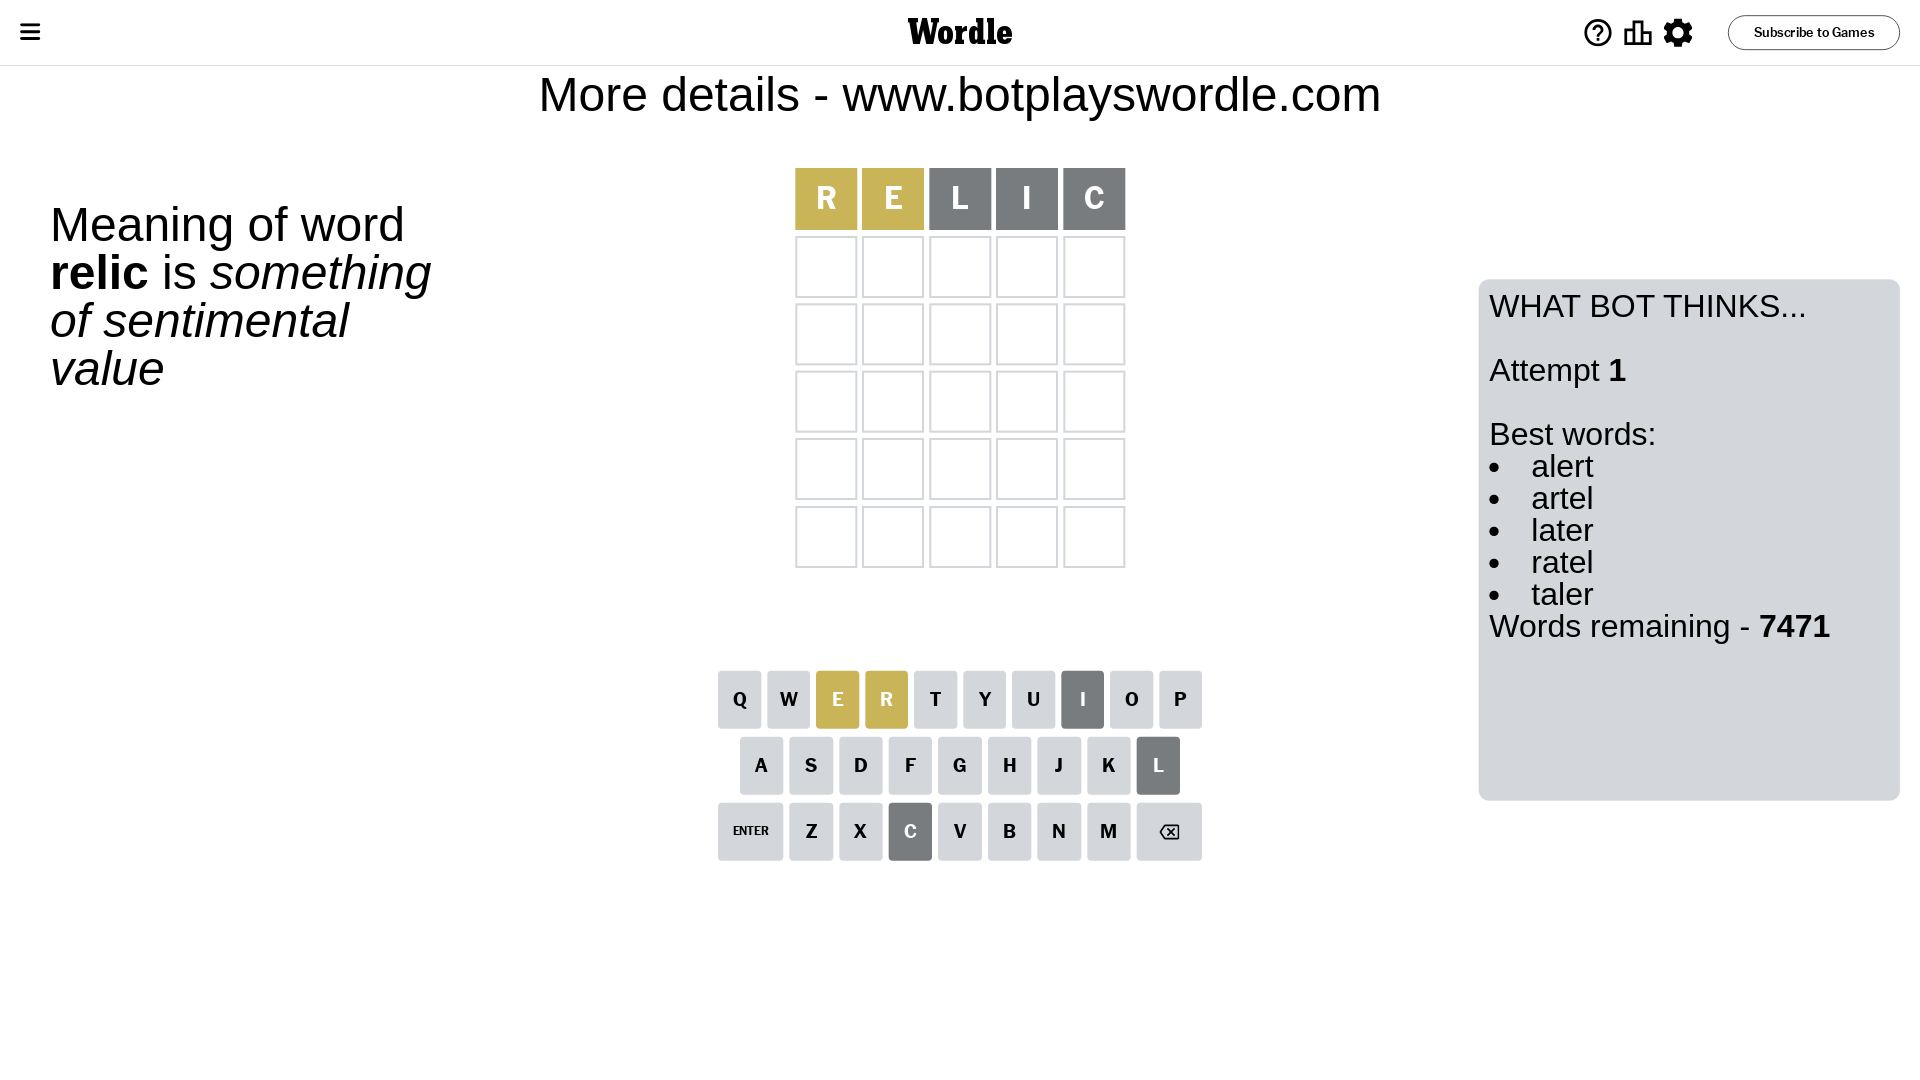 Wordle
Subscribe to Games
More details - www.botplayswordle.com
Meaning of word
relic is something
of sentimental
value
R E L I C
WHAT BOT THINKS...
Attempt 1
Best words:
• alert
• artel
• later
• ratel
• taler
Words remaining - 7471
Q W E R T Y U I O P
A S D F G H J K L
ENTER Z X C V B N M